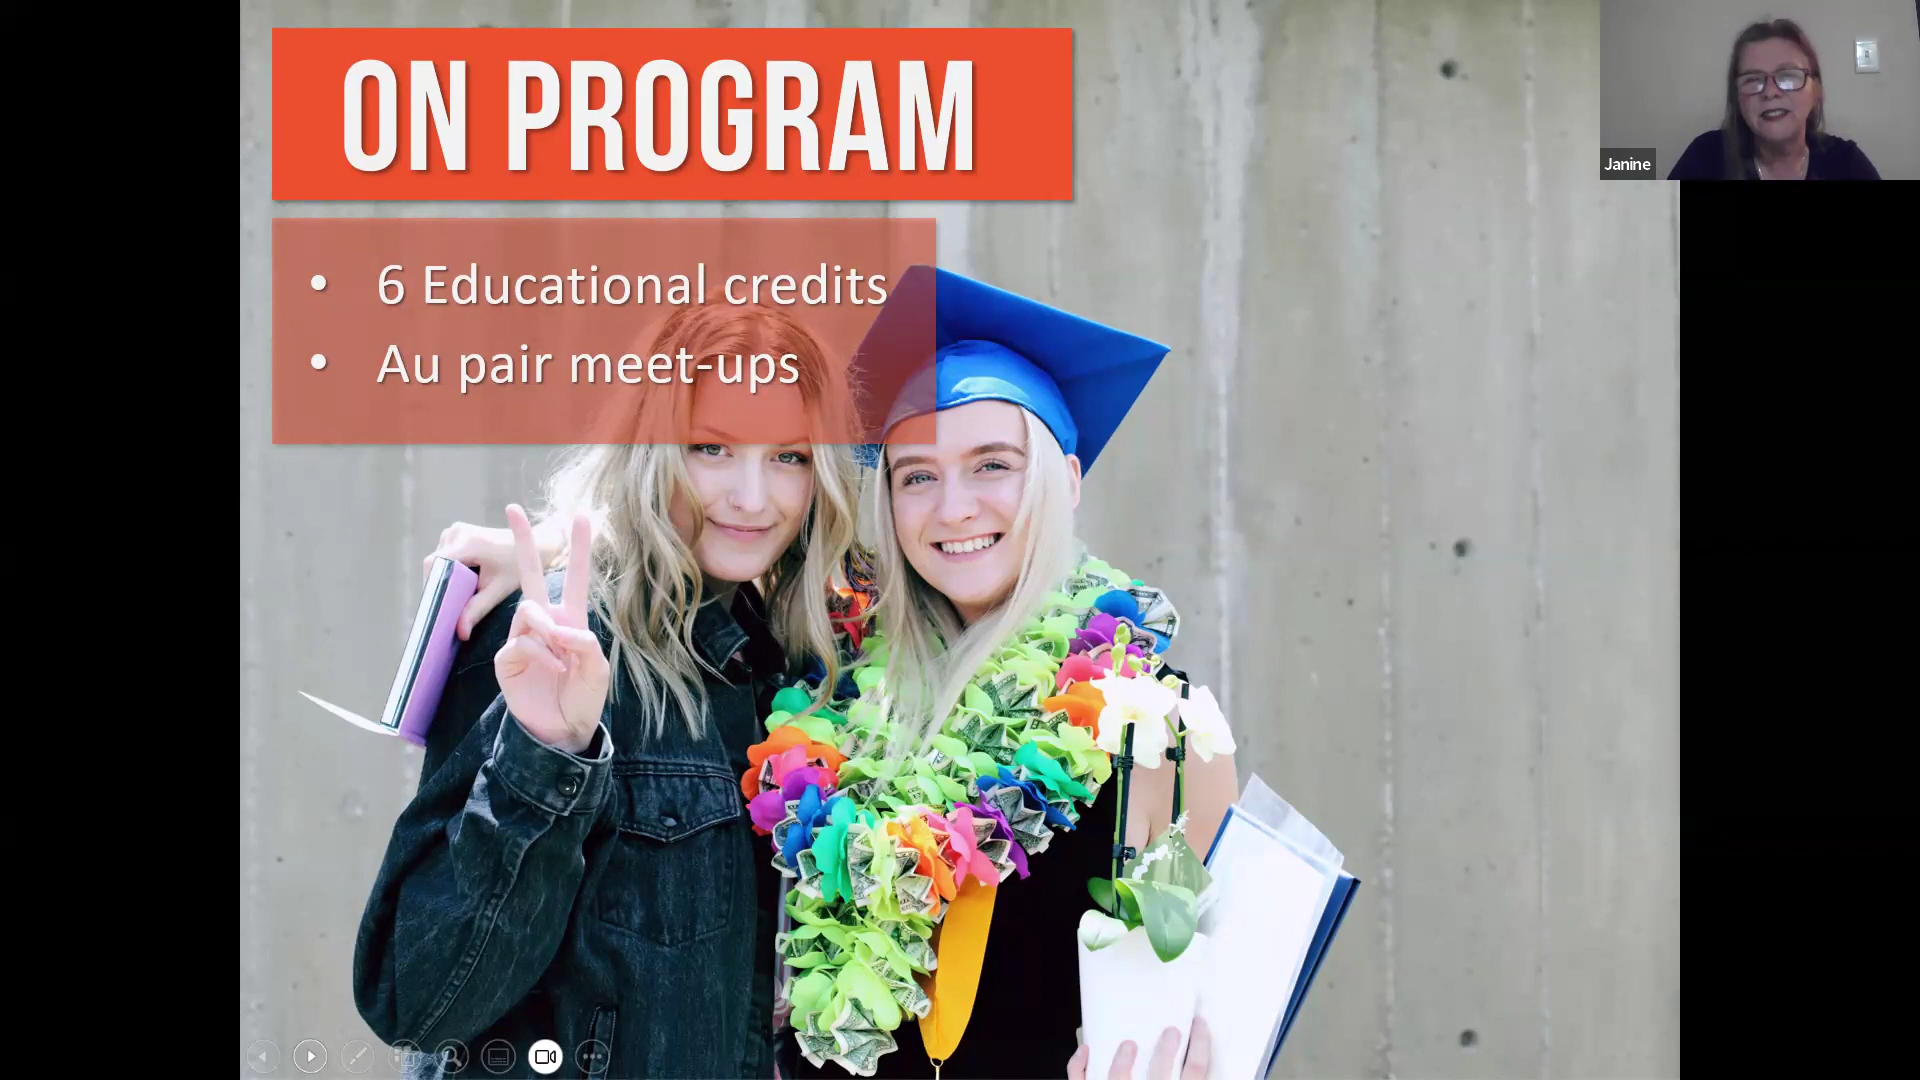 ON PROGRAM
• 6 Educational credits
• Au pair meet-ups
Janine